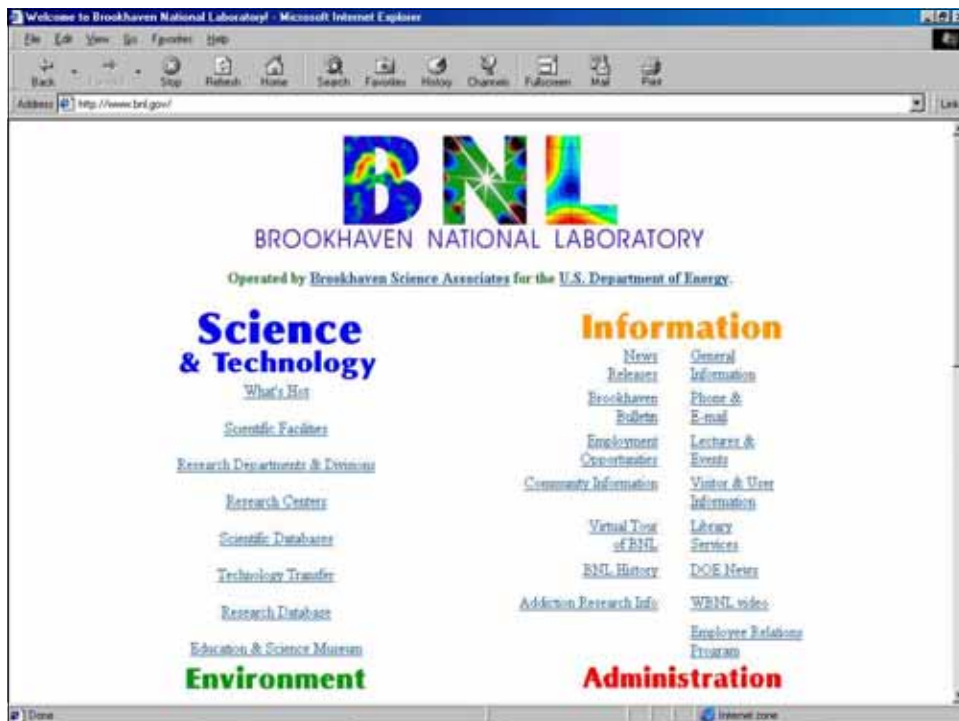 Welcome to Brookhaven National Laboratory! - Microsoft Internet Explorer
File Edit View Go Favorites Help
Back Stop Refresh Home Search Favorites History Channels Fullscreen Mail Print
Address http://www.bnl.gov/
BNL
BROOKHAVEN NATIONAL LABORATORY
Operated by Brookhaven Science Associates for the U.S. Department of Energy.
Science
& Technology
What's Hot
Scientific Facilities
Research Departments & Divisions
Research Centers
Scientific Databases
Technology Transfer
Research Database
Education & Science Museum
Environment
Information
News
Releases
General
Information
Brookhaven
Bulletin
Phone &
E-mail
Employment
Opportunities
Lectures &
Events
Community Information
Visitor & User
Information
Virtual Tour
of BNL
Library
Services
BNL History
DOE News
Addiction Research Info
WBNL video
Employee Relations
Program
Administration
Done
Internet zone